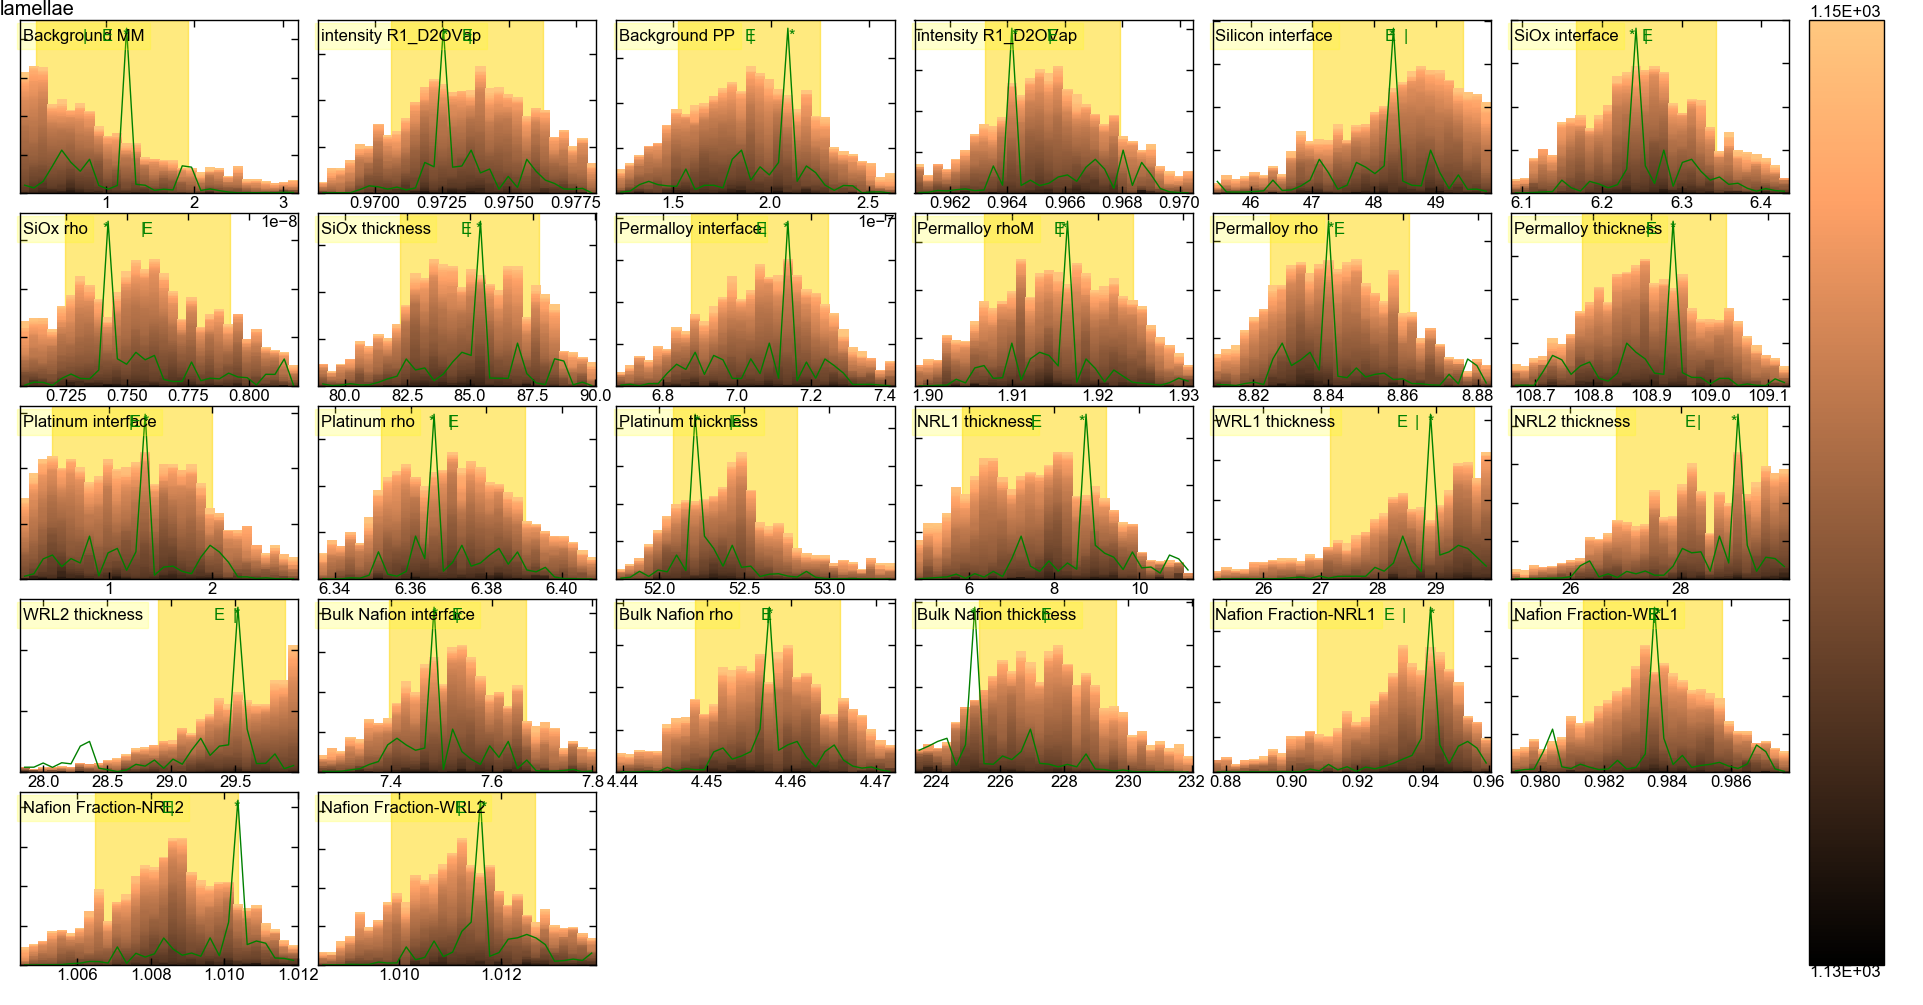 lamellae
1.15E+03
Background MM | E *
intensity R1_D2OVap E|
Background PP E| *
intensity R1_D2OVap E|
Silicon interface E * |
SiOx interface * |E
1 2 3
0.9700 0.9725 0.9750 0.9775
1.5 2.0 2.5
0.962 0.964 0.966 0.968 0.970
46 47 48 49
6.1 6.2 6.3 6.4
1e-8
1e-7
SiOx rho * |E
SiOx thickness E| *
Permalloy interface E| *
Permalloy rhoM E|*
Permalloy rho *|E
Permalloy thickness |E *
0.725 0.750 0.775 0.800
80.0 82.5 85.0 87.5 90.0
6.8 7.0 7.2 7.4
1.90 1.91 1.92 1.93
8.82 8.84 8.86 8.88
108.7 108.8 108.9 109.0 109.1
Platinum interface E| *
Platinum rho * |E
Platinum thickness * |E
NRL1 thickness |E *
WRL1 thickness E | *
NRL2 thickness E| *
1 2
6.34 6.36 6.38 6.40
52.0 52.5 53.0
6 8 10
26 27 28 29
26 28
WRL2 thickness E | *
Bulk Nafion interface * |E
Bulk Nafion rho E|*
Bulk Nafion thickness * |E
Nafion Fraction-NRL1 E | *
Nafion Fraction-WRL1 E|*
28.0 28.5 29.0 29.5
7.4 7.6 7.8
4.44 4.45 4.46 4.47
224 226 228 230 232
0.88 0.90 0.92 0.94 0.96
0.980 0.982 0.984 0.986
Nafion Fraction-NRL2 E| *
Nafion Fraction-WRL2 |E *
1.006 1.008 1.010 1.012
1.010 1.012
1.13E+03